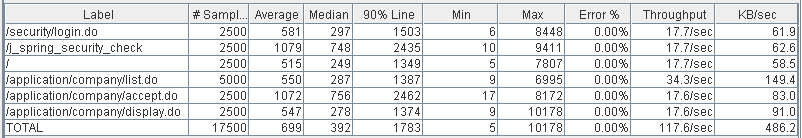 Label # Sampl... Average Median 90% Line Min Max Error % Throughput KB/sec
/security/login.do 2500 581 297 1503 6 8448 0.00% 17.7/sec 61.9
/j_spring_security_check 2500 1079 748 2435 10 9411 0.00% 17.7/sec 62.6
/ 2500 515 249 1349 5 7807 0.00% 17.7/sec 58.5
/application/company/list.do 5000 550 287 1387 9 6995 0.00% 34.3/sec 149.4
/application/company/accept.do 2500 1072 756 2462 17 8172 0.00% 17.6/sec 83.0
/application/company/display.do 2500 547 278 1374 9 10178 0.00% 17.6/sec 91.0
TOTAL 17500 699 392 1783 5 10178 0.00% 117.6/sec 486.2